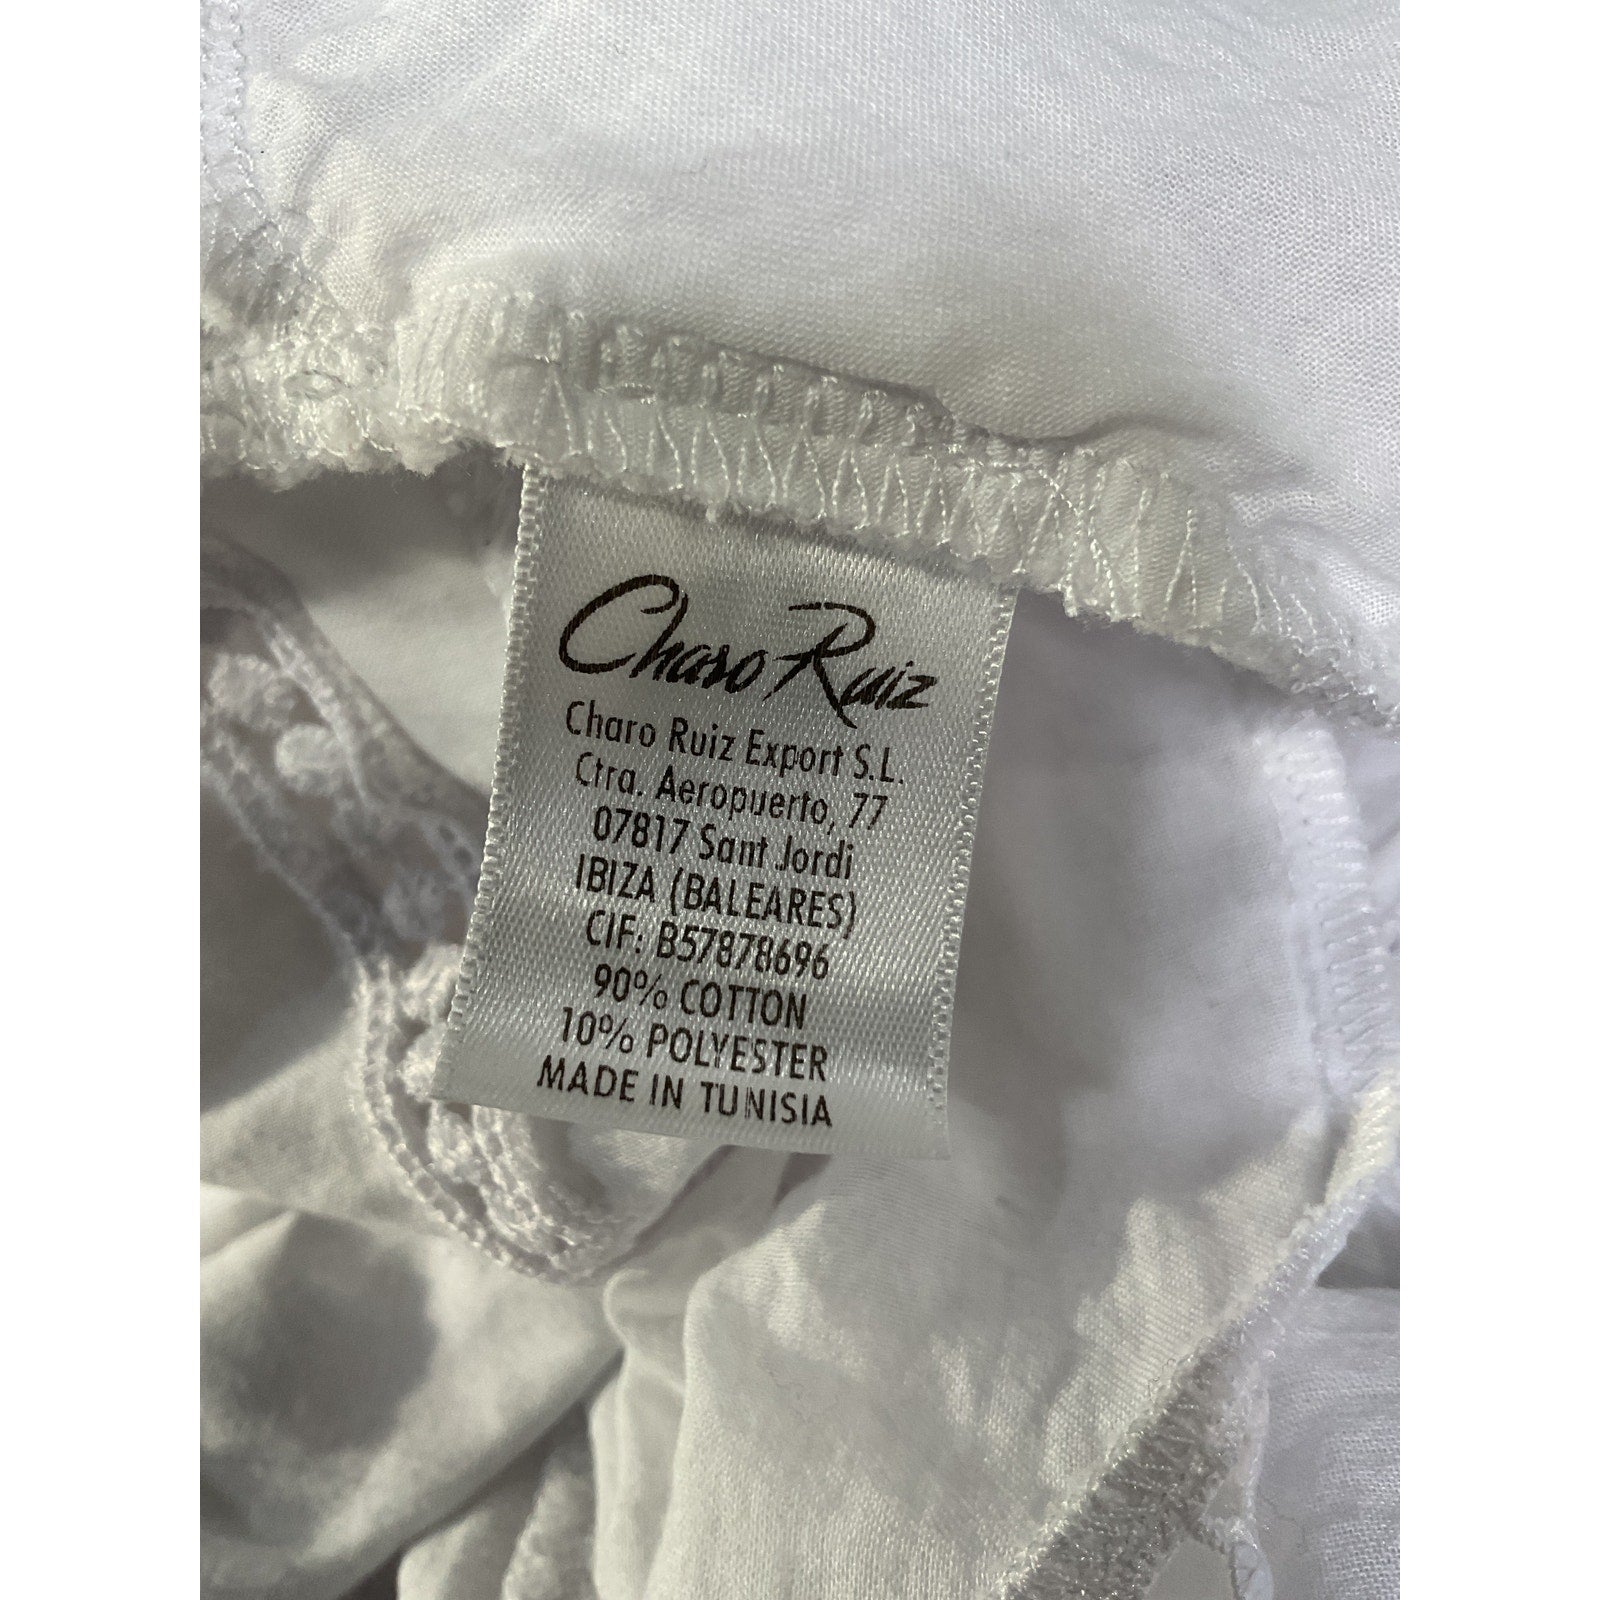 Charo Ruiz
Charo Ruiz Export S.L.
Ctra. Aeropuerto, 77
07817 Sant Jordi
IBIZA (BALEARES)
CIF: B57878696
90% COTTON
10% POLYESTER
MADE IN TUNISIA